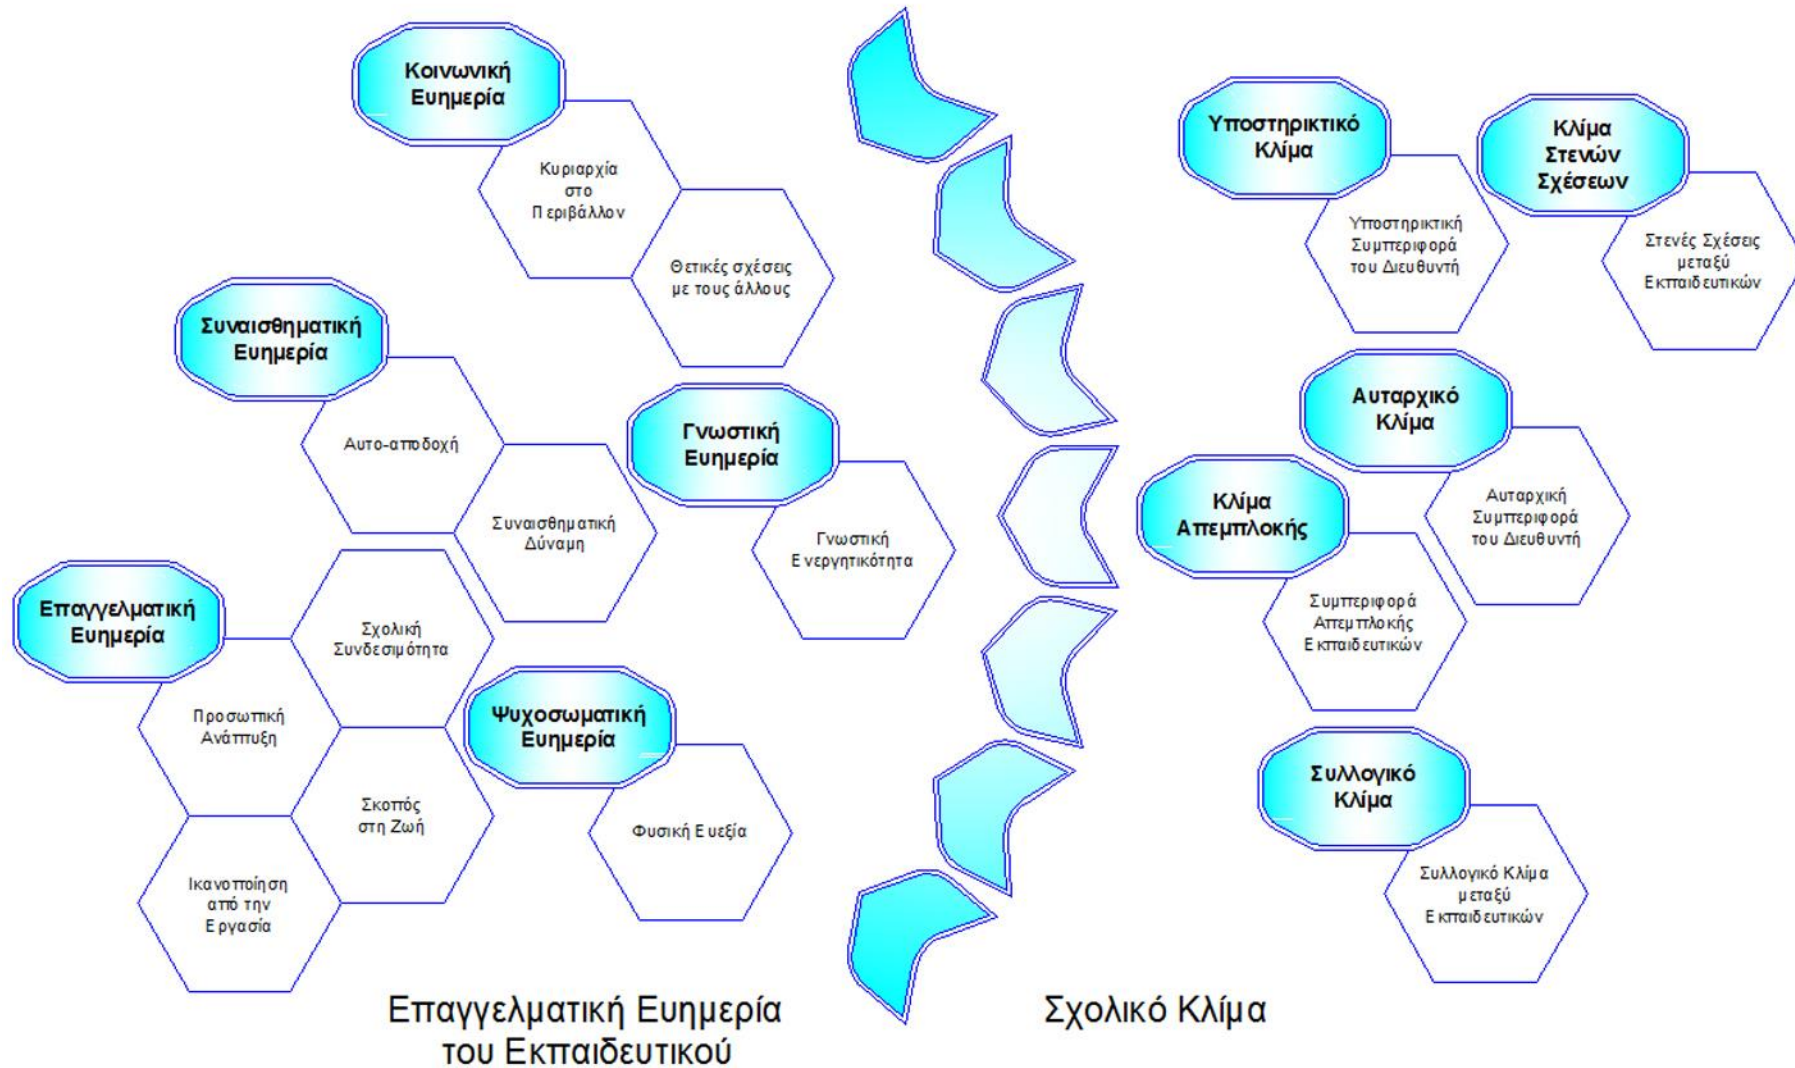 Κοινωνική
Ευημερία
Κυριαρχία
στο
Περιβάλλον
Θετικές σχέσεις
με τους άλλους
Συναισθηματική
Ευημερία
Αυτο-αποδοχή
Συναισθηματική
Δύναμη
Γνωστική
Ευημερία
Γνωστική
Ενεργητικότητα
Επαγγελματική
Ευημερία
Σχολική
Συνδεσιμότητα
Προσωπική
Ανάπτυξη
Σκοπός
στη Ζωή
Ικανοποίηση
από την
Εργασία
Ψυχοσωματική
Ευημερία
Φυσική Ευεξία
Επαγγελματική Ευημερία
του Εκπαιδευτικού
Υποστηρικτικό
Κλίμα
Υποστηρικτική
Συμπεριφορά
του Διευθυντή
Κλίμα
Στενών
Σχέσεων
Στενές Σχέσεις
μεταξύ
Εκπαιδευτικών
Αυταρχικό
Κλίμα
Αυταρχική
Συμπεριφορά
του Διευθυντή
Κλίμα
Απεμπλοκής
Συμπεριφορά
Απεμπλοκής
Εκπαιδευτικών
Συλλογικό
Κλίμα
Συλλογικό Κλίμα
μεταξύ
Εκπαιδευτικών
Σχολικό Κλίμα